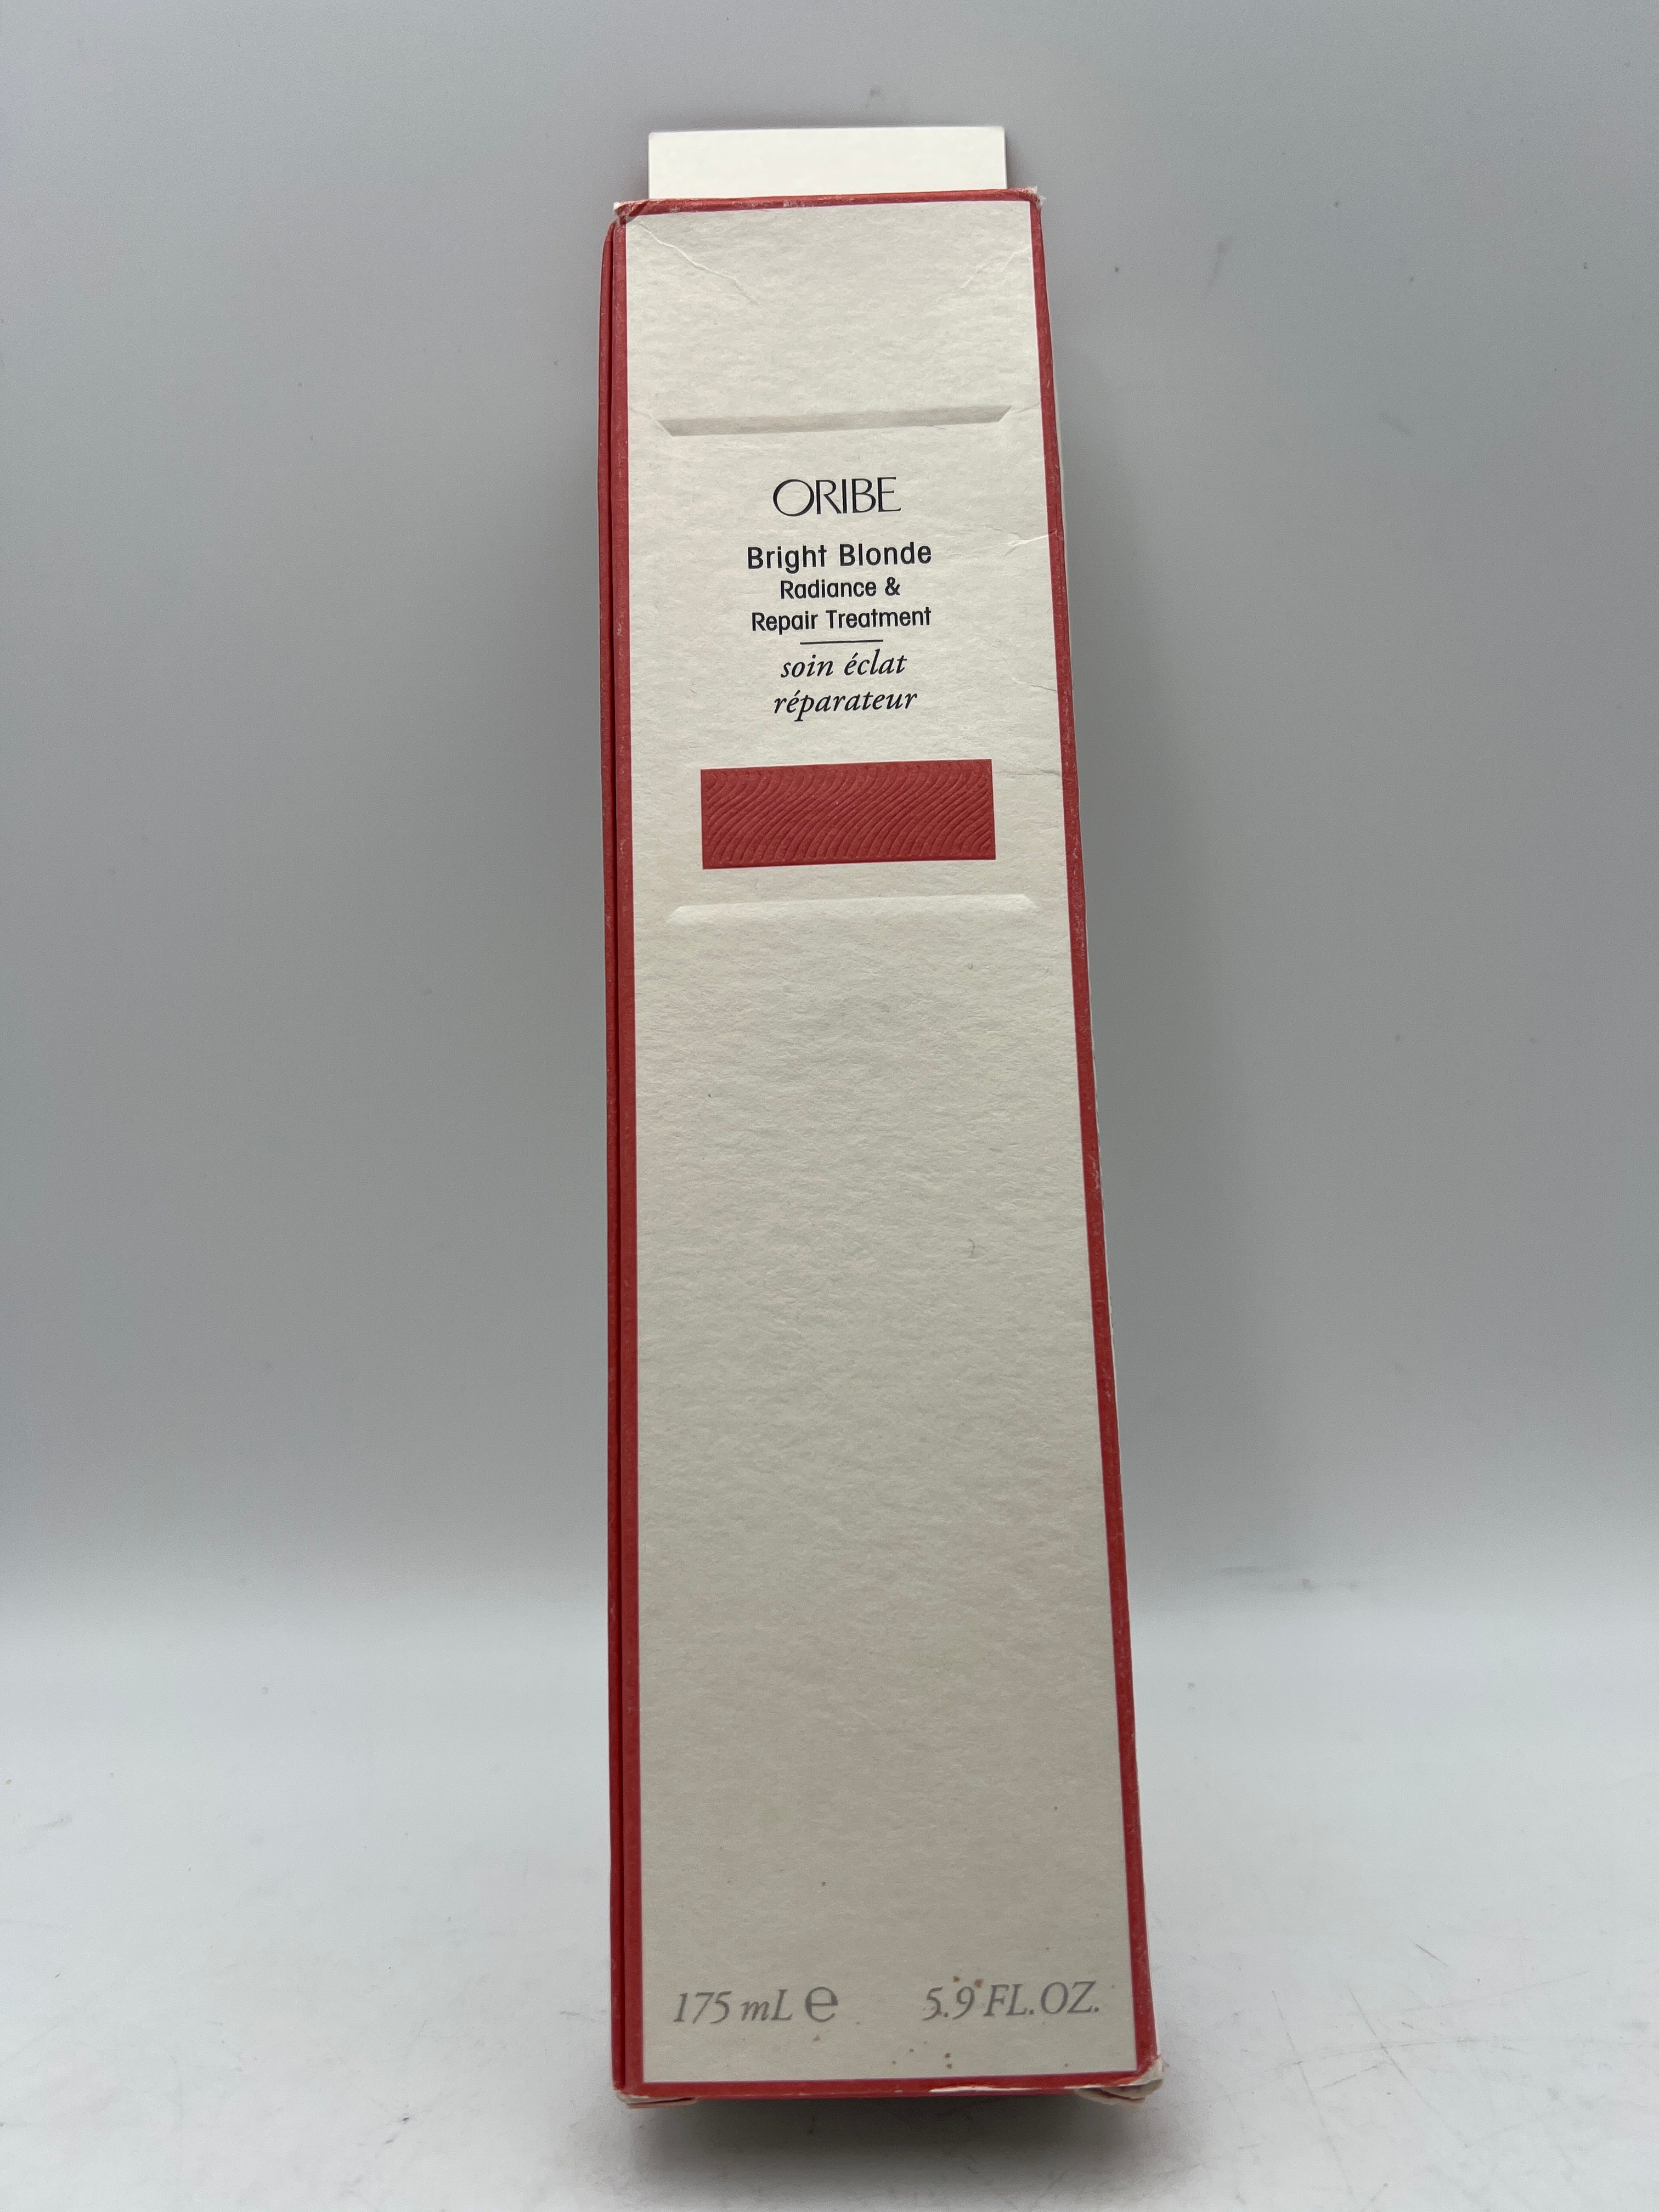 ORIBE
Bright Blonde
Radiance &
Repair Treatment
soin éclat
réparateur
175 mL ℮ 5.9 FL.OZ.